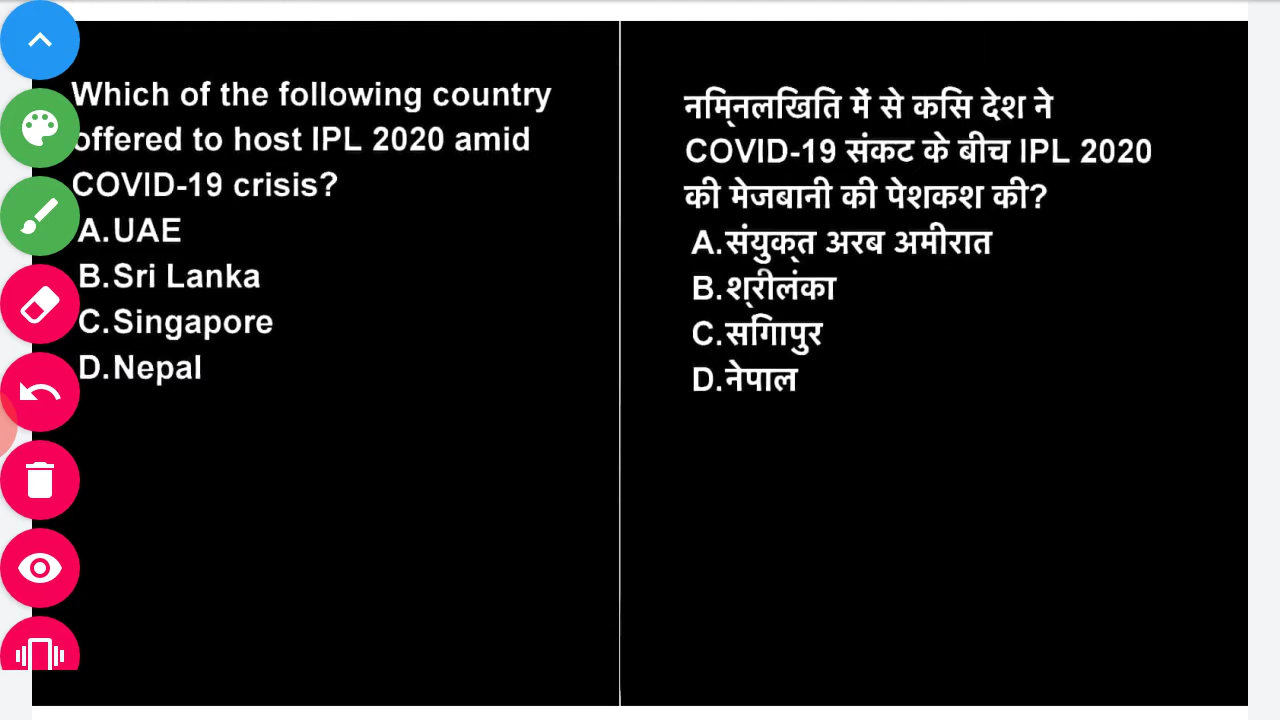 Which of the following country
offered to host IPL 2020 amid
COVID-19 crisis?
A.UAE
B.Sri Lanka
C.Singapore
D.Nepal
नमि्नलखिति में से कसि देश ने
COVID-19 संकट के बीच IPL 2020
की मेजबानी की पेशकश की?
A.संयुक्त अरब अमीरात
B.श्रीलंका
C.सगिापुर
D.नेपाल